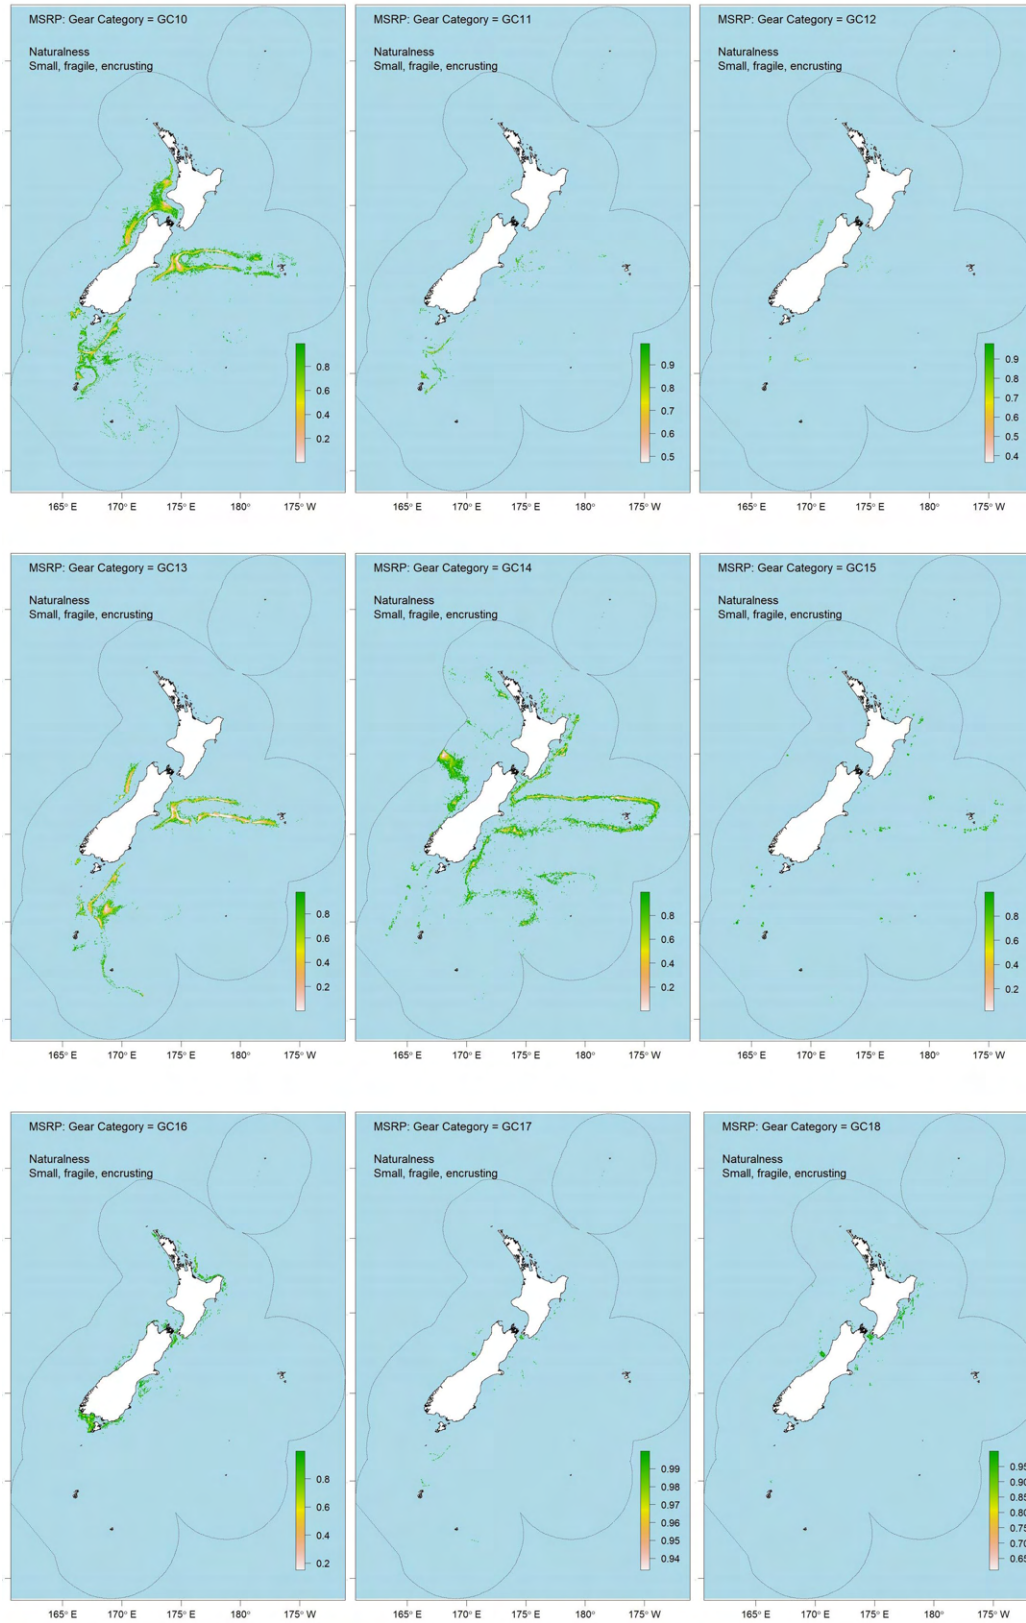 MSRP: Gear Category = GC10
Naturalness
Small, fragile, encrusting
0.8
0.6
0.4
0.2
165° E 170° E 175° E 180° 175° W
MSRP: Gear Category = GC11
Naturalness
Small, fragile, encrusting
0.9
0.8
0.7
0.6
0.5
165° E 170° E 175° E 180° 175° W
MSRP: Gear Category = GC12
Naturalness
Small, fragile, encrusting
0.9
0.8
0.7
0.6
0.5
0.4
165° E 170° E 175° E 180° 175° W
MSRP: Gear Category = GC13
Naturalness
Small, fragile, encrusting
0.8
0.6
0.4
0.2
165° E 170° E 175° E 180° 175° W
MSRP: Gear Category = GC14
Naturalness
Small, fragile, encrusting
0.8
0.6
0.4
0.2
165° E 170° E 175° E 180° 175° W
MSRP: Gear Category = GC15
Naturalness
Small, fragile, encrusting
0.8
0.6
0.4
0.2
165° E 170° E 175° E 180° 175° W
MSRP: Gear Category = GC16
Naturalness
Small, fragile, encrusting
0.8
0.6
0.4
0.2
165° E 170° E 175° E 180° 175° W
MSRP: Gear Category = GC17
Naturalness
Small, fragile, encrusting
0.99
0.98
0.97
0.96
0.95
0.94
165° E 170° E 175° E 180° 175° W
MSRP: Gear Category = GC18
Naturalness
Small, fragile, encrusting
0.95
0.90
0.85
0.80
0.75
0.70
0.65
165° E 170° E 175° E 180° 175° W